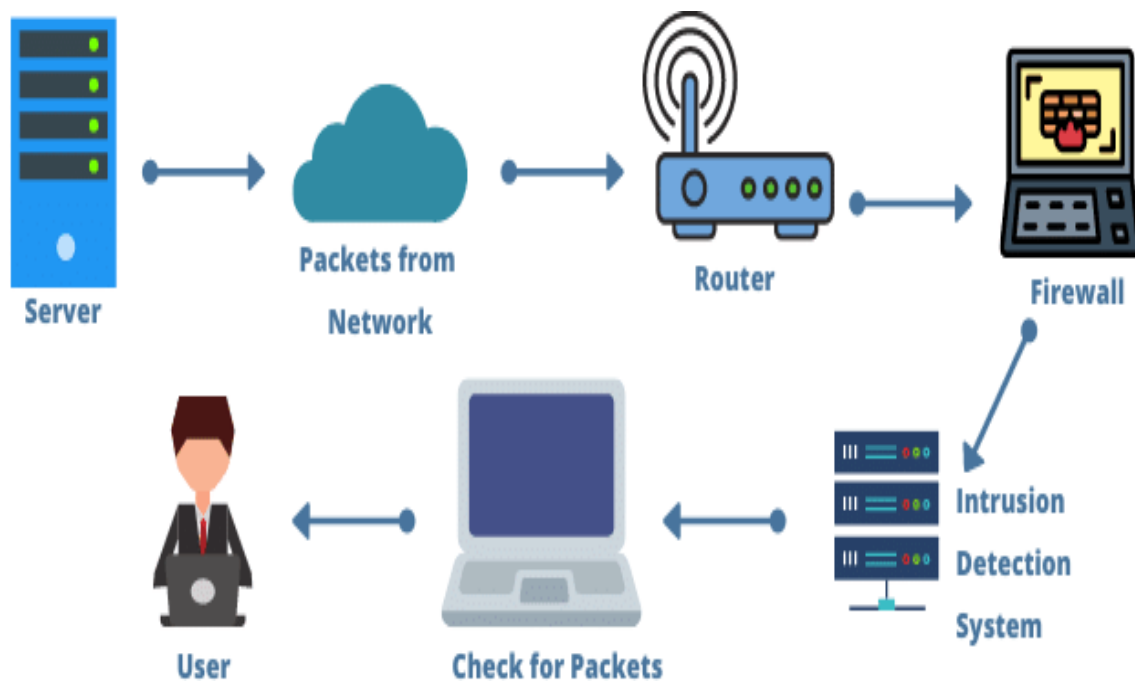 Server
Packets from
Network
Router
Firewall
Intrusion
Detection
System
Check for Packets
User